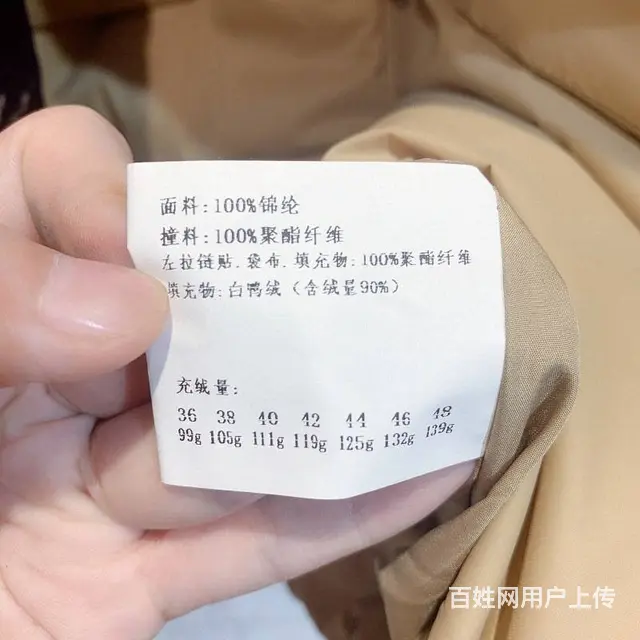 面料:100%锦纶
撞料:100%聚酯纤维
左拉链贴.袋布.填充物:100%聚酯纤维
填充物:白鸭绒(含绒量90%)
充绒量:
36 38 40 42 44 46 48
99g 105g 111g 119g 125g 132g 139g
百姓网用户上传